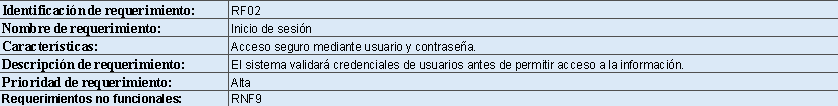 Identificación de requerimiento: RF02
Nombre de requerimiento: Inicio de sesión
Características: Acceso seguro mediante usuario y contraseña.
Descripción de requerimiento: El sistema validará credenciales de usuarios antes de permitir acceso a la información.
Prioridad de requerimiento: Alta
Requerimientos no funcionales: RNF9